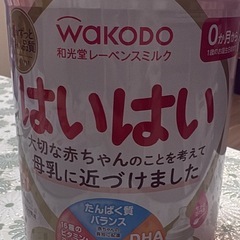 wakodo
和光堂レーベンスミルク
0か月から
はいはい
大切な赤ちゃんのことを考えて
母乳に近づけました
たんぱく質
バランス
DHA